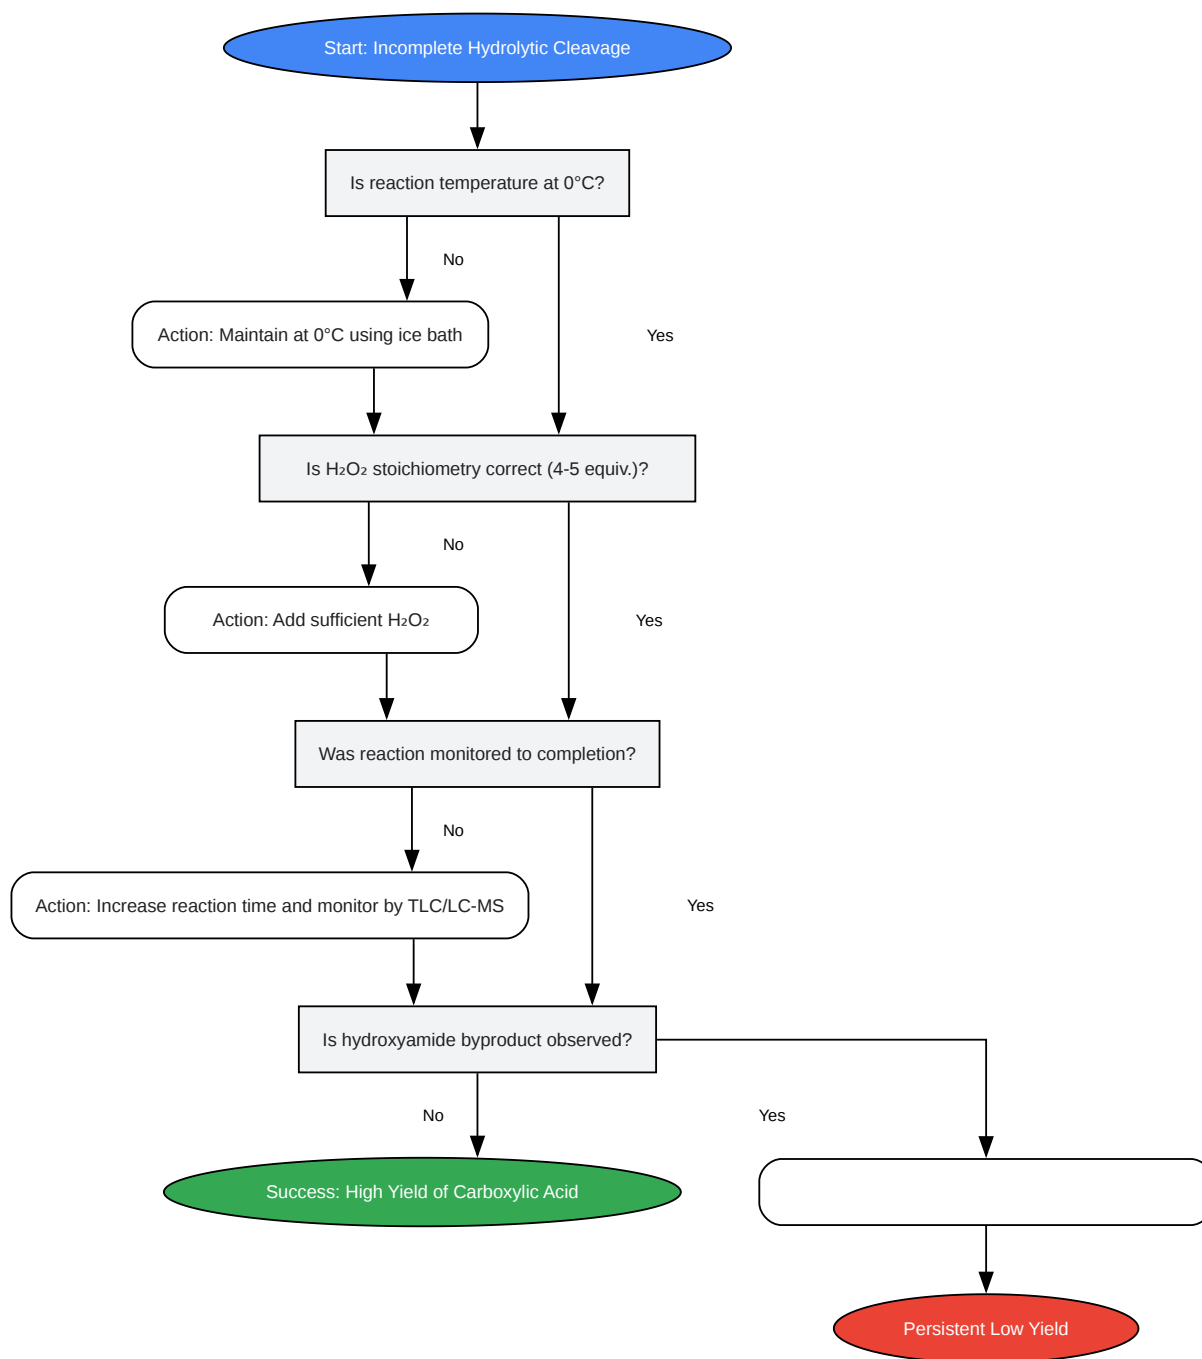 Start: Incomplete Hydrolytic Cleavage
Is reaction temperature at 0°C?
No
Action: Maintain at 0°C using ice bath
Yes
Is H₂O₂ stoichiometry correct (4-5 equiv.)?
No
Action: Add sufficient H₂O₂
Yes
Was reaction monitored to completion?
No
Action: Increase reaction time and monitor by TLC/LC-MS
Yes
Is hydroxyamide byproduct observed?
No
Yes
Success: High Yield of Carboxylic Acid
Persistent Low Yield